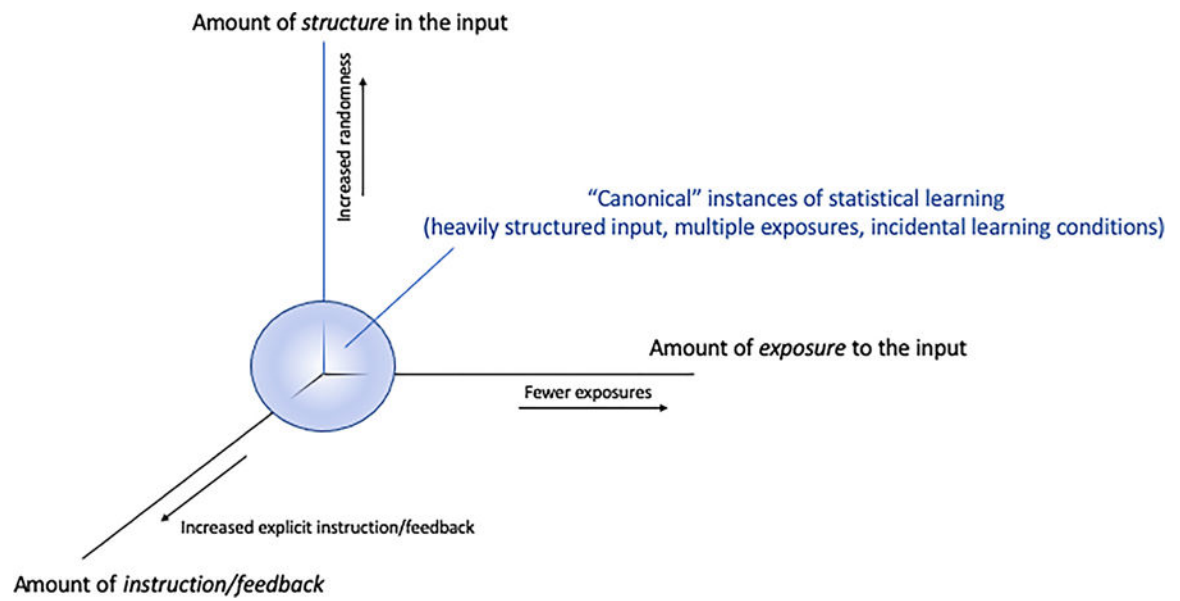 Amount of structure in the input
Increased randomness
“Canonical” instances of statistical learning
(heavily structured input, multiple exposures, incidental learning conditions)
Amount of exposure to the input
Fewer exposures
Increased explicit instruction/feedback
Amount of instruction/feedback